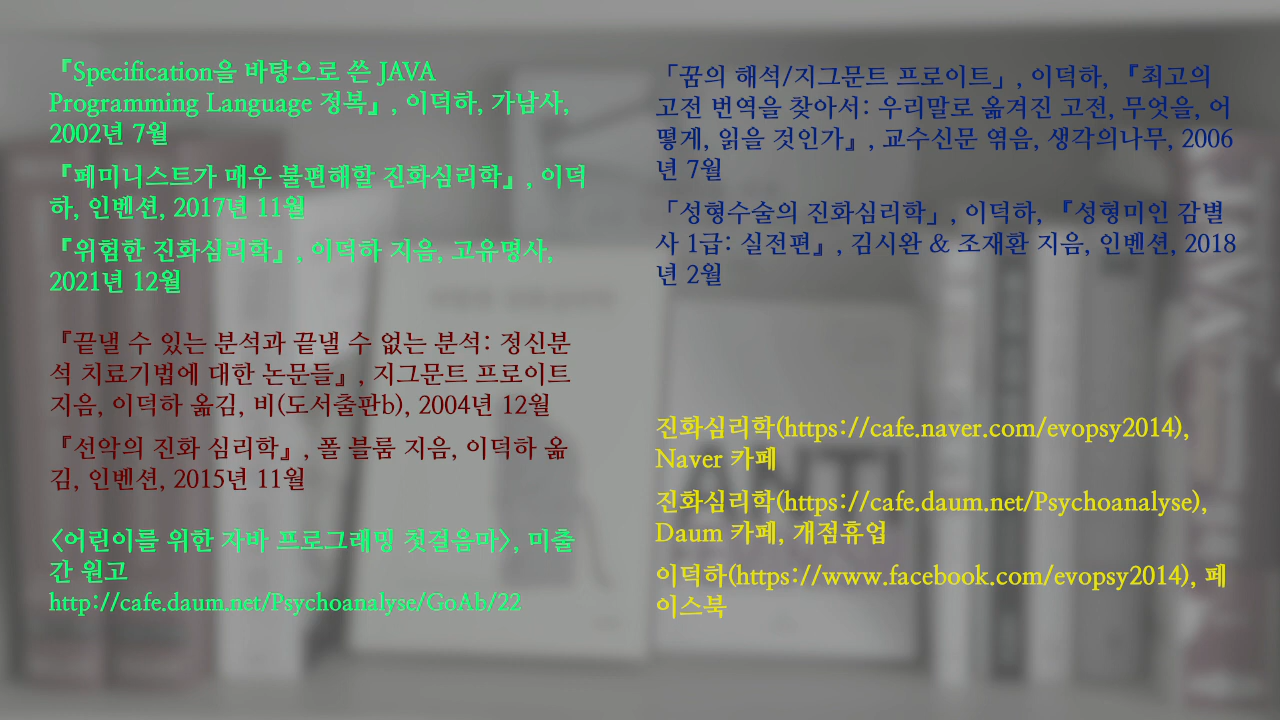 『Specification을 바탕으로 쓴 JAVA
Programming Language 정복』, 이덕하, 가남사,
2002년 7월
『페미니스트가 매우 불편해할 진화심리학』, 이덕
하, 인벤션, 2017년 11월
『위험한 진화심리학』, 이덕하 지음, 고유명사,
2021년 12월
『끝낼 수 있는 분석과 끝낼 수 없는 분석: 정신분
석 치료기법에 대한 논문들』, 지그문트 프로이트
지음, 이덕하 옮김, 비(도서출판b), 2004년 12월
『선악의 진화 심리학』, 폴 블룸 지음, 이덕하 옮
김, 인벤션, 2015년 11월
<어린이를 위한 자바 프로그래밍 첫걸음마>, 미출
간 원고
http://cafe.daum.net/Psychoanalyse/GoAb/22
「꿈의 해석/지그문트 프로이트」, 이덕하, 『최고의
고전 번역을 찾아서: 우리말로 옮겨진 고전, 무엇을, 어
떻게, 읽을 것인가』, 교수신문 엮음, 생각의나무, 2006
년 7월
「성형수술의 진화심리학」, 이덕하, 『성형미인 감별
사 1급: 실전편』, 김시완 & 조재환 지음, 인벤션, 2018
년 2월
진화심리학(https://cafe.naver.com/evopsy2014),
Naver 카페
진화심리학(https://cafe.daum.net/Psychoanalyse),
Daum 카페, 개점휴업
이덕하(https://www.facebook.com/evopsy2014), 페
이스북